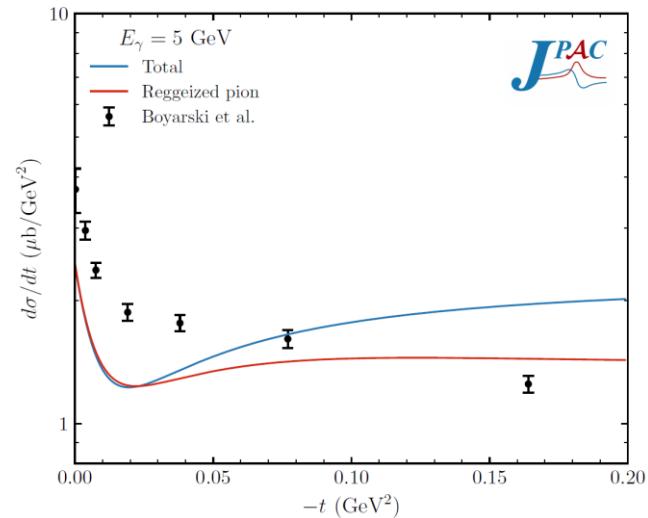 10
E_γ = 5 GeV
Total
Reggeized pion
Boyarski et al.
JPAC
dσ/dt (μb/GeV²)
1
0.00 0.05 0.10 0.15 0.20
−t (GeV²)